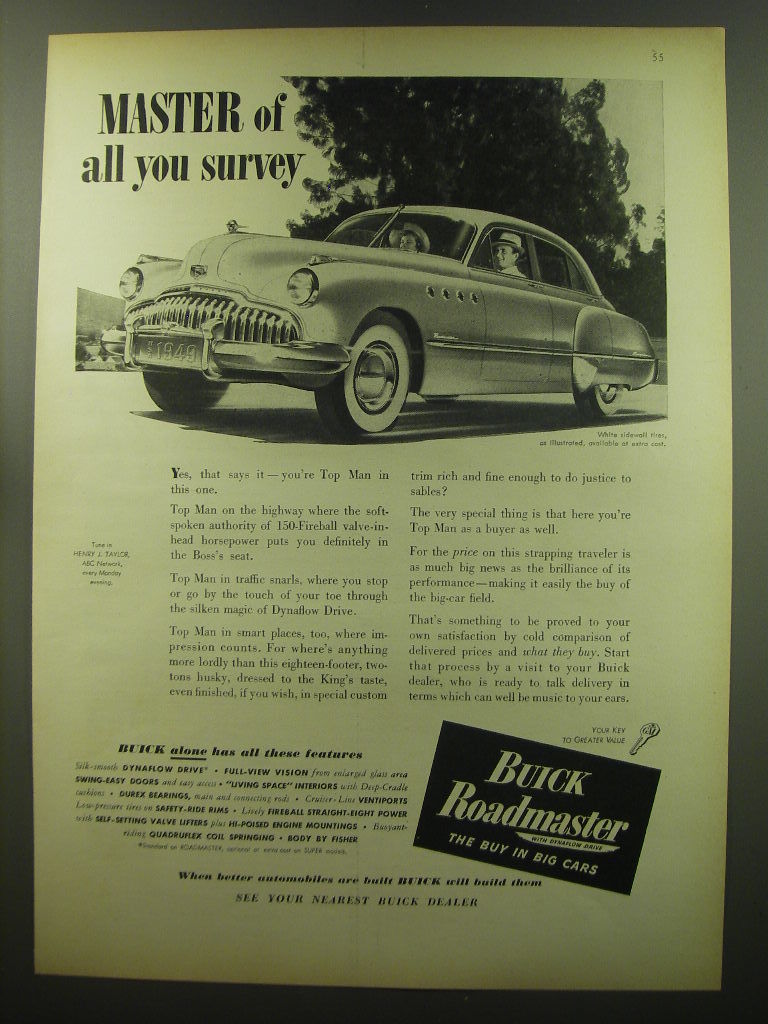 55
MASTER of
all you survey
1949
White sidewall tires,
as illustrated, available at extra cost.
Yes, that says it—you're Top Man in
this one.
Top Man on the highway where the soft-
spoken authority of 150-Fireball valve-in-
head horsepower puts you definitely in
the Boss's seat.
Top Man in traffic snarls, where you stop
or go by the touch of your toe through
the silken magic of Dynaflow Drive.
Top Man in smart places, too, where im-
pression counts. For where's anything
more lordly than this eighteen-footer, two-
tons husky, dressed to the King's taste,
even finished, if you wish, in special custom
Tune in
HENRY J. TAYLOR,
ABC Network,
every Monday
evening.
trim rich and fine enough to do justice to
sables?
The very special thing is that here you're
Top Man as a buyer as well.
For the price on this strapping traveler is
as much big news as the brilliance of its
performance—making it easily the buy of
the big-car field.
That's something to be proved to your
own satisfaction by cold comparison of
delivered prices and what they buy. Start
that process by a visit to your Buick
dealer, who is ready to talk delivery in
terms which can well be music to your ears.
BUICK alone has all these features
Silk-smooth DYNAFLOW DRIVE* • FULL-VIEW VISION from enlarged glass area
SWING-EASY DOORS and easy access • "LIVING SPACE" INTERIORS with Deep-Cradle
cushions • DUREX BEARINGS, main and connecting rods • Cruiser-Line VENTIPORTS
Low-pressure tires on SAFETY-RIDE RIMS • Lively FIREBALL STRAIGHT-EIGHT POWER
with SELF-SETTING VALVE LIFTERS plus HI-POISED ENGINE MOUNTINGS • Buoyant-
riding QUADRUFLEX COIL SPRINGING • BODY BY FISHER
*Standard on ROADMASTER, optional at extra cost on SUPER models.
YOUR KEY
TO GREATER VALUE
BUICK
Roadmaster
WITH DYNAFLOW DRIVE
THE BUY IN BIG CARS
When better automobiles are built BUICK will build them
SEE YOUR NEAREST BUICK DEALER